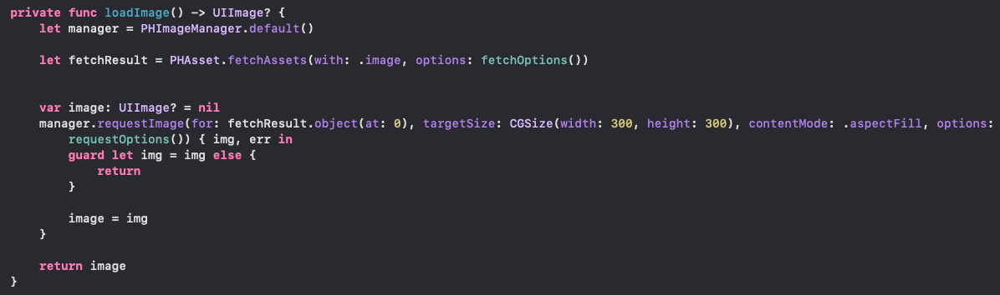 private func loadImage() -> UIImage? {
    let manager = PHImageManager.default()

    let fetchResult = PHAsset.fetchAssets(with: .image, options: fetchOptions())


    var image: UIImage? = nil
    manager.requestImage(for: fetchResult.object(at: 0), targetSize: CGSize(width: 300, height: 300), contentMode: .aspectFill, options:
        requestOptions()) { img, err in
        guard let img = img else {
            return
        }

        image = img
    }

    return image
}